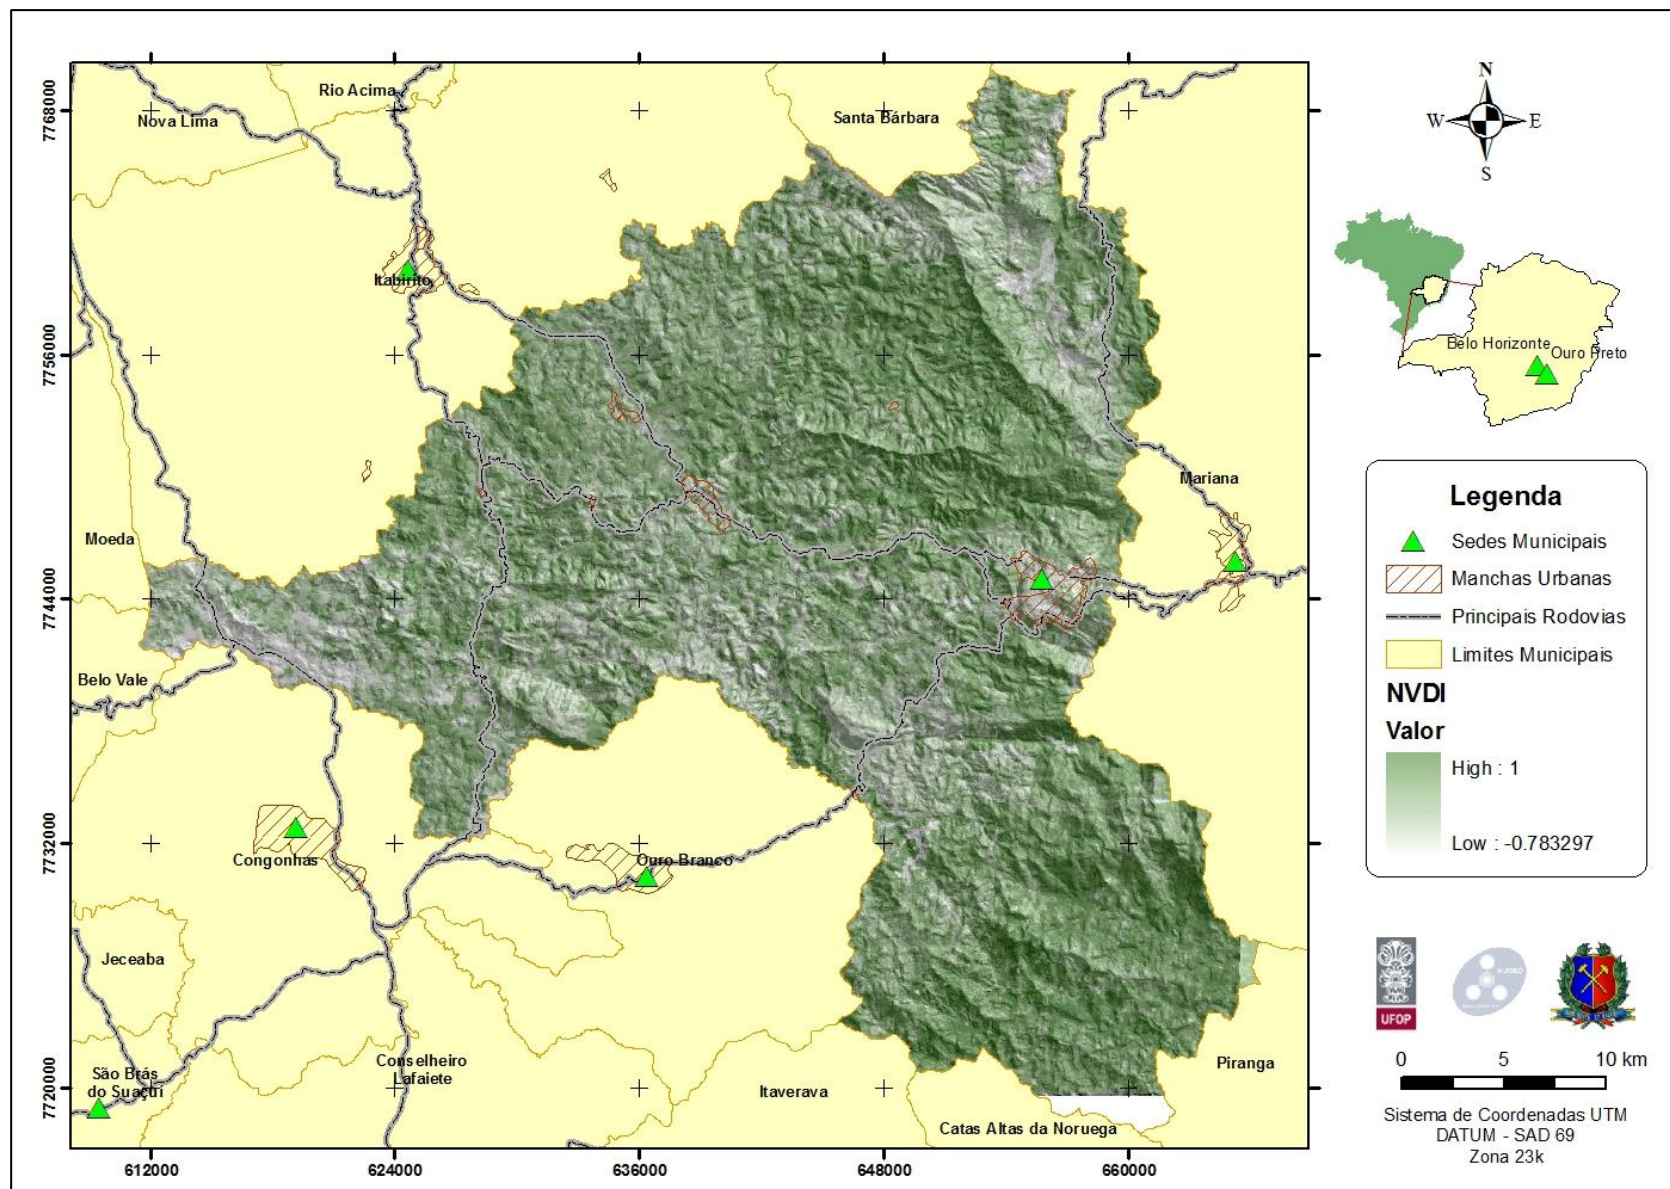 Rio Acima
Nova Lima
Santa Bárbara
Itabirito
Mariana
Moeda
Belo Vale
Congonhas
Ouro Branco
Jeceaba
São Brás
do Suaçuí
Conselheiro
Lafaiete
Itaverava
Catas Altas da Noruega
Piranga
7768000
7756000
7744000
7732000
7720000
612000
624000
636000
648000
660000
N
W
E
S
Belo Horizonte
Ouro Preto
Legenda
Sedes Municipais
Manchas Urbanas
Principais Rodovias
Limites Municipais
NVDI
Valor
High : 1
Low : -0.783297
UFOP
0 5 10 km
Sistema de Coordenadas UTM
DATUM - SAD 69
Zona 23k